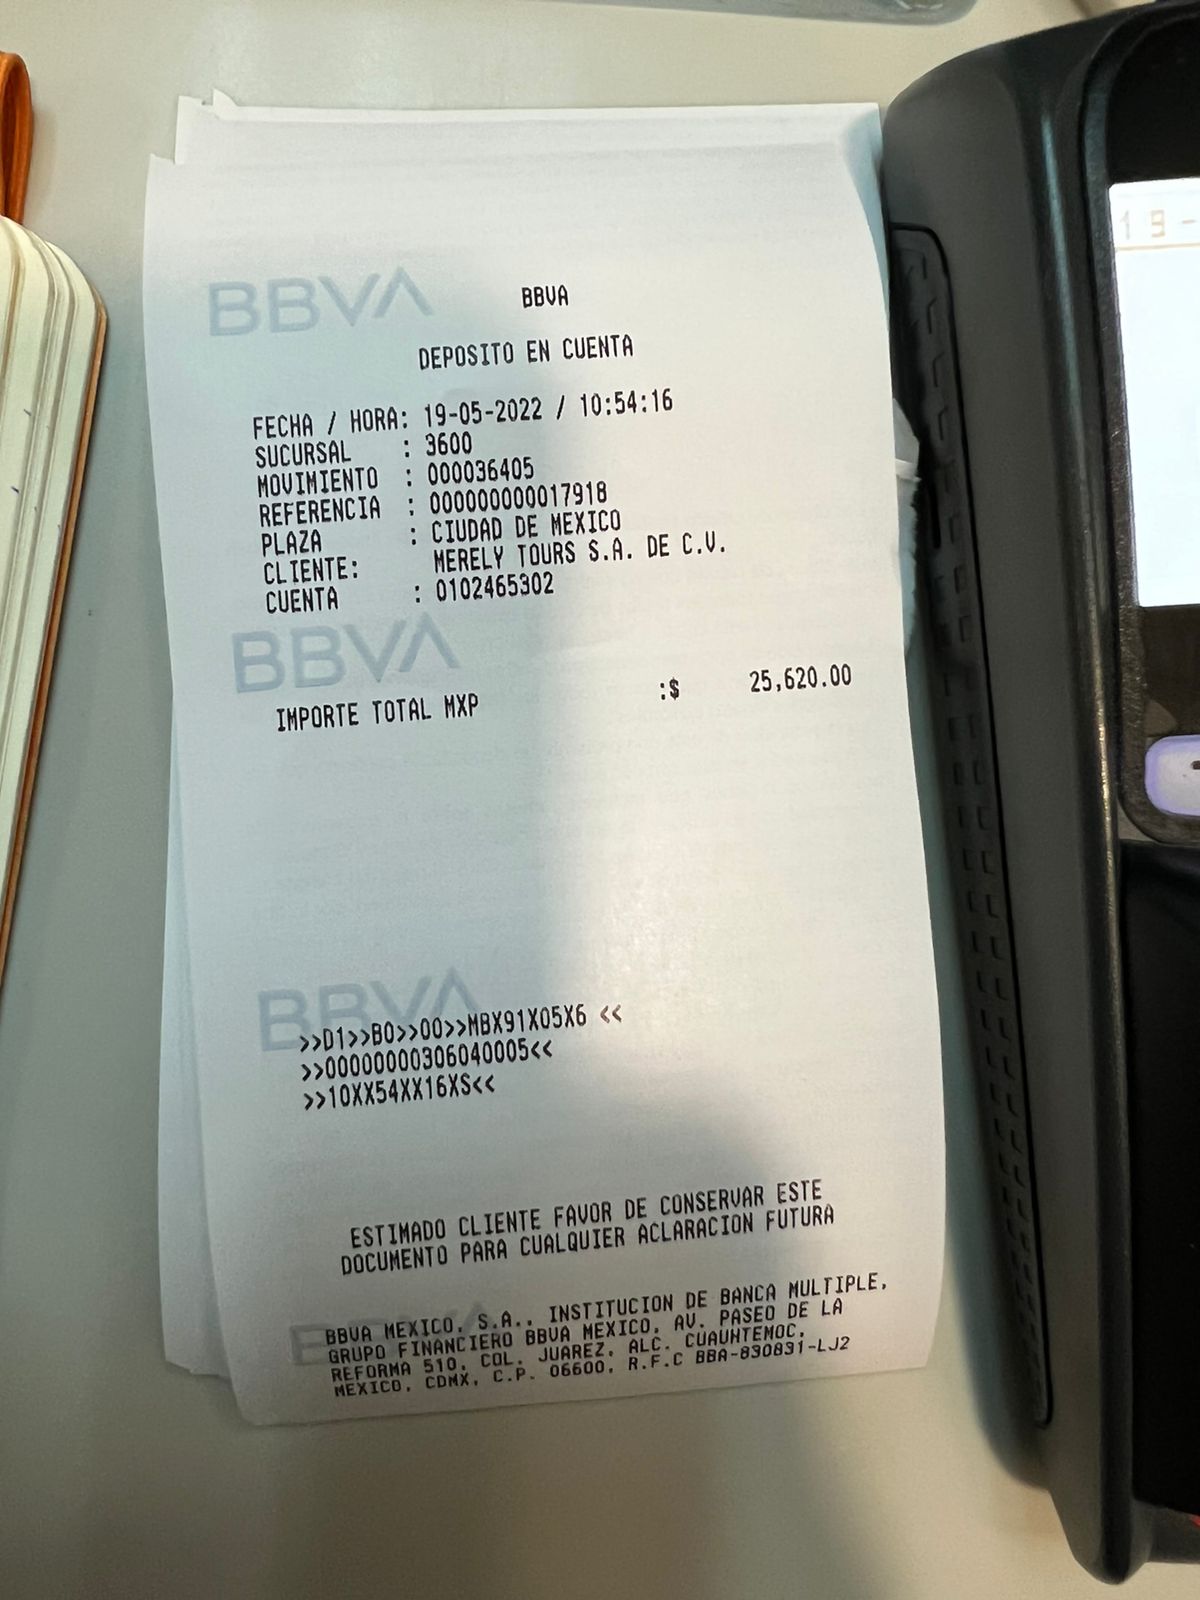 BBVA
BBVA
DEPOSITO EN CUENTA
FECHA / HORA: 19-05-2022 / 10:54:16
SUCURSAL : 3600
MOVIMIENTO : 000036405
REFERENCIA : 000000000017918
PLAZA : CIUDAD DE MEXICO
CLIENTE: MERELY TOURS S.A. DE C.V.
CUENTA : 0102465302
BBVA
IMPORTE TOTAL MXP :$ 25,620.00
BBVA
>>D1>>B0>>00>>MBX91X05X6 <<
>>00000000306040005<<
>>10XX54XX16XS<<
ESTIMADO CLIENTE FAVOR DE CONSERVAR ESTE
DOCUMENTO PARA CUALQUIER ACLARACION FUTURA
BBVA MEXICO, S.A., INSTITUCION DE BANCA MULTIPLE,
GRUPO FINANCIERO BBVA MEXICO, AV. PASEO DE LA
REFORMA 510, COL. JUAREZ, ALC. CUAUHTEMOC,
MEXICO, CDMX, C.P. 06600, R.F.C BBA-830831-LJ2
19-